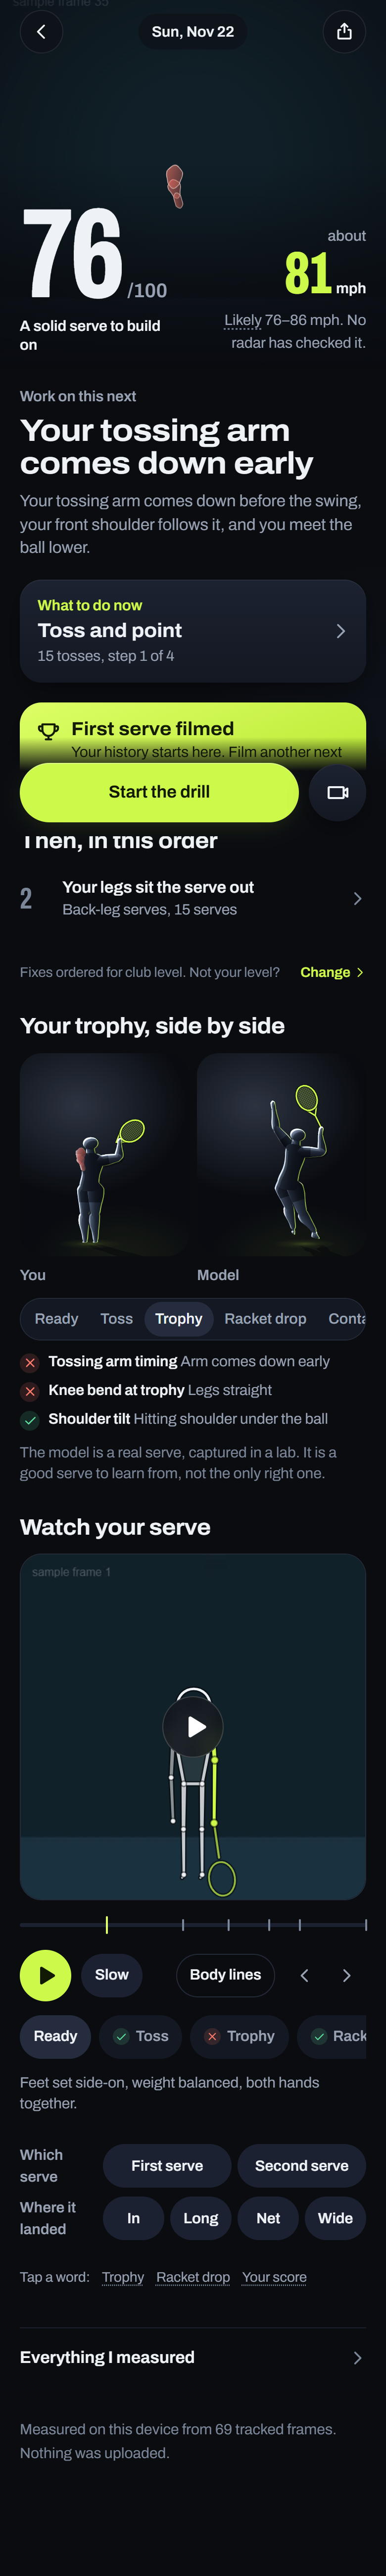 sample frame 35
Sun, Nov 22
76 /100
A solid serve to build
on
about
81 mph
Likely 76–86 mph. No
radar has checked it.
Work on this next
Your tossing arm
comes down early
Your tossing arm comes down before the swing,
your front shoulder follows it, and you meet the
ball lower.
What to do now
Toss and point
15 tosses, step 1 of 4
First serve filmed
Your history starts here. Film another next
Start the drill
Then, in this order
2
Your legs sit the serve out
Back-leg serves, 15 serves
Fixes ordered for club level. Not your level? Change
Your trophy, side by side
You
Model
Ready Toss Trophy Racket drop Conta
Tossing arm timing Arm comes down early
Knee bend at trophy Legs straight
Shoulder tilt Hitting shoulder under the ball
The model is a real serve, captured in a lab. It is a
good serve to learn from, not the only right one.
Watch your serve
sample frame 1
Slow
Body lines
Ready Toss Trophy Rack
Feet set side-on, weight balanced, both hands
together.
Which
serve
First serve Second serve
Where it
landed
In Long Net Wide
Tap a word: Trophy Racket drop Your score
Everything I measured
Measured on this device from 69 tracked frames.
Nothing was uploaded.